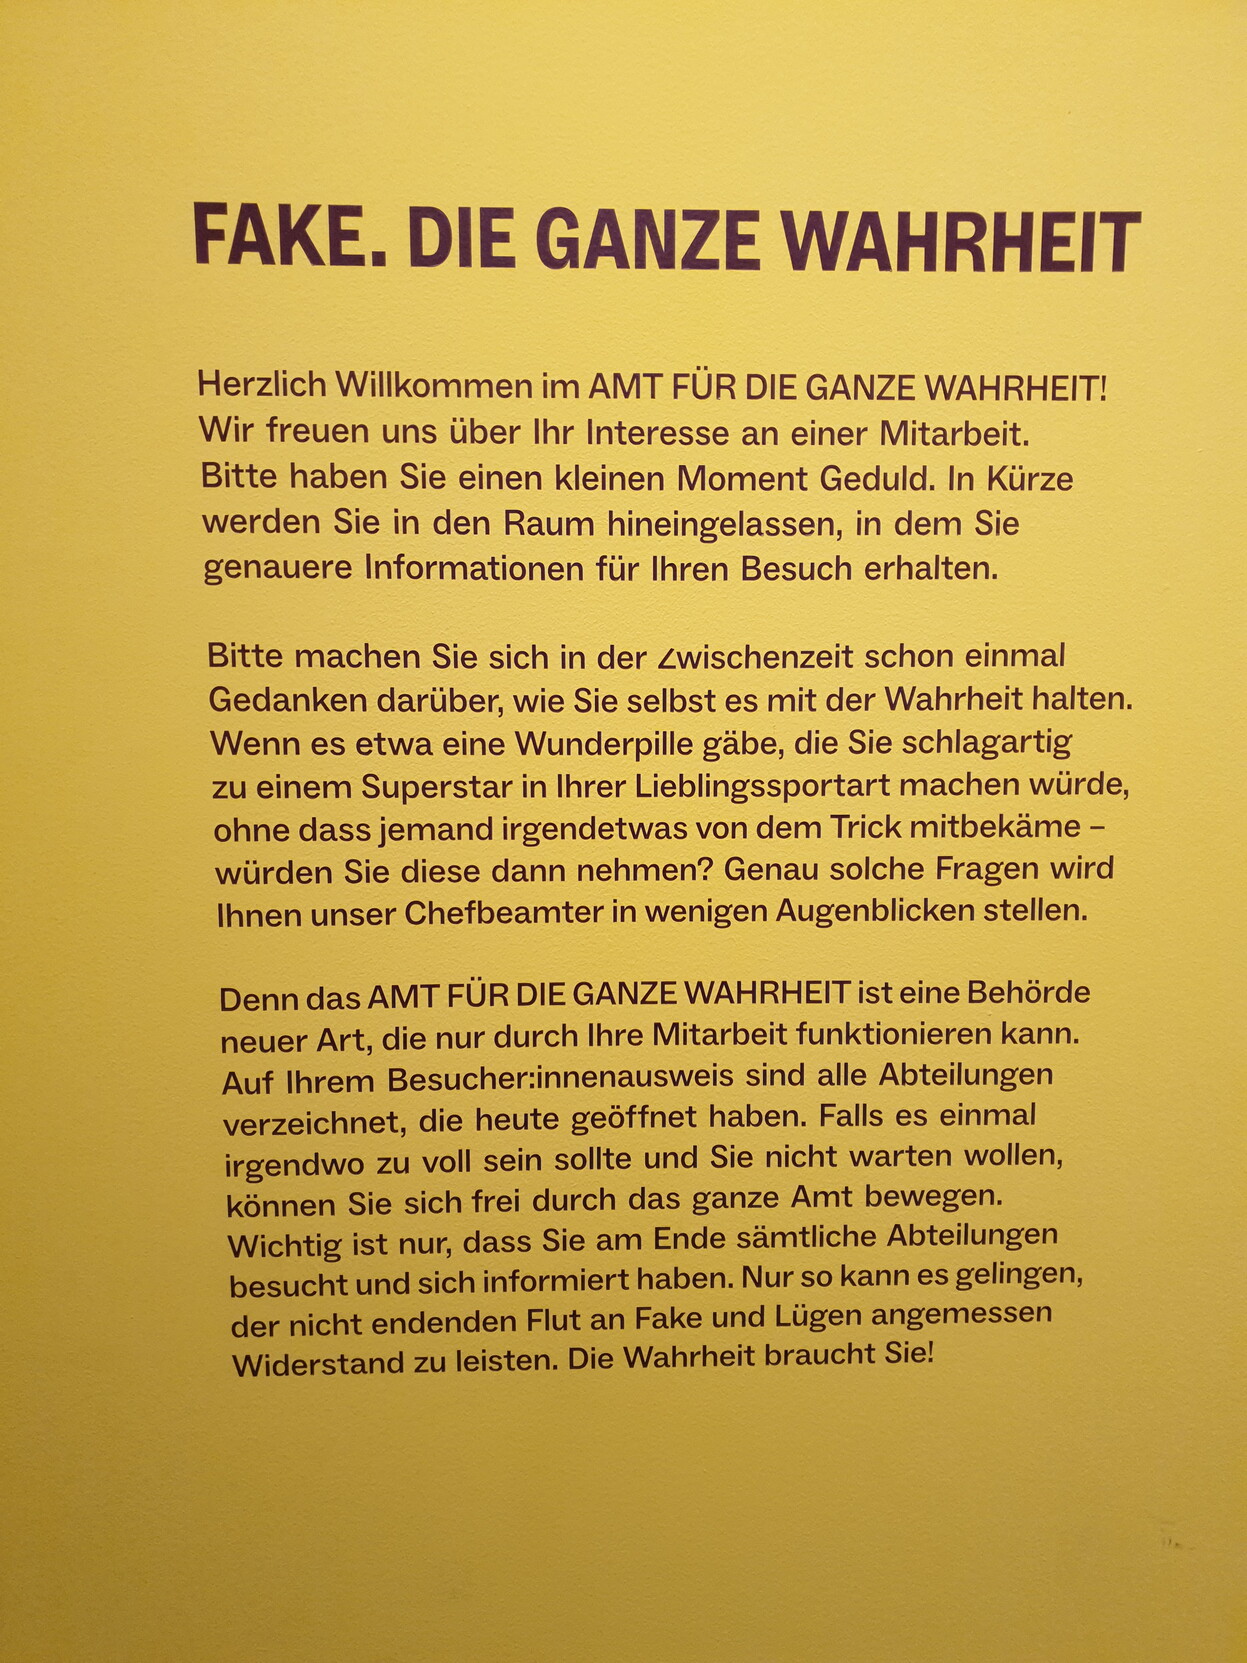 FAKE. DIE GANZE WAHRHEIT
Herzlich Willkommen im AMT FÜR DIE GANZE WAHRHEIT!
Wir freuen uns über Ihr Interesse an einer Mitarbeit.
Bitte haben Sie einen kleinen Moment Geduld. In Kürze
werden Sie in den Raum hineingelassen, in dem Sie
genauere Informationen für Ihren Besuch erhalten.
Bitte machen Sie sich in der Zwischenzeit schon einmal
Gedanken darüber, wie Sie selbst es mit der Wahrheit halten.
Wenn es etwa eine Wunderpille gäbe, die Sie schlagartig
zu einem Superstar in Ihrer Lieblingssportart machen würde,
ohne dass jemand irgendetwas von dem Trick mitbekäme –
würden Sie diese dann nehmen? Genau solche Fragen wird
Ihnen unser Chefbeamter in wenigen Augenblicken stellen.
Denn das AMT FÜR DIE GANZE WAHRHEIT ist eine Behörde
neuer Art, die nur durch Ihre Mitarbeit funktionieren kann.
Auf Ihrem Besucher:innenausweis sind alle Abteilungen
verzeichnet, die heute geöffnet haben. Falls es einmal
irgendwo zu voll sein sollte und Sie nicht warten wollen,
können Sie sich frei durch das ganze Amt bewegen.
Wichtig ist nur, dass Sie am Ende sämtliche Abteilungen
besucht und sich informiert haben. Nur so kann es gelingen,
der nicht endenden Flut an Fake und Lügen angemessen
Widerstand zu leisten. Die Wahrheit braucht Sie!